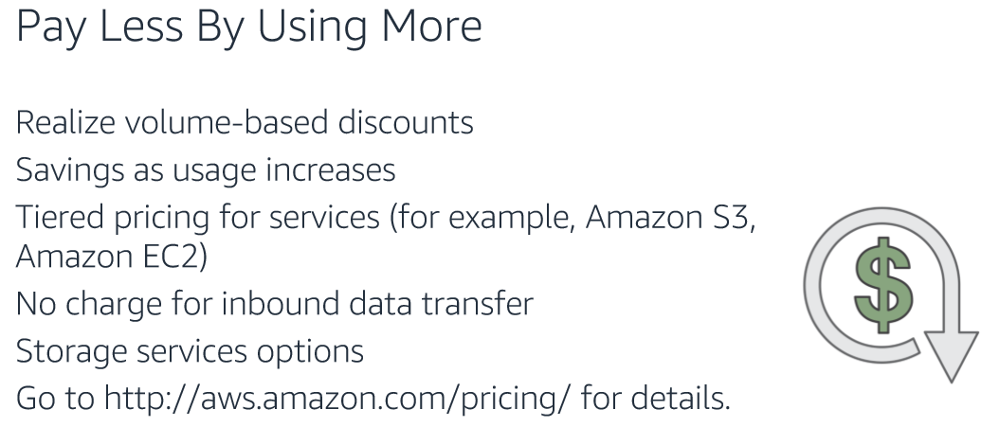 Pay Less By Using More
Realize volume-based discounts
Savings as usage increases
Tiered pricing for services (for example, Amazon S3,
Amazon EC2)
No charge for inbound data transfer
Storage services options
Go to http://aws.amazon.com/pricing/ for details.
$